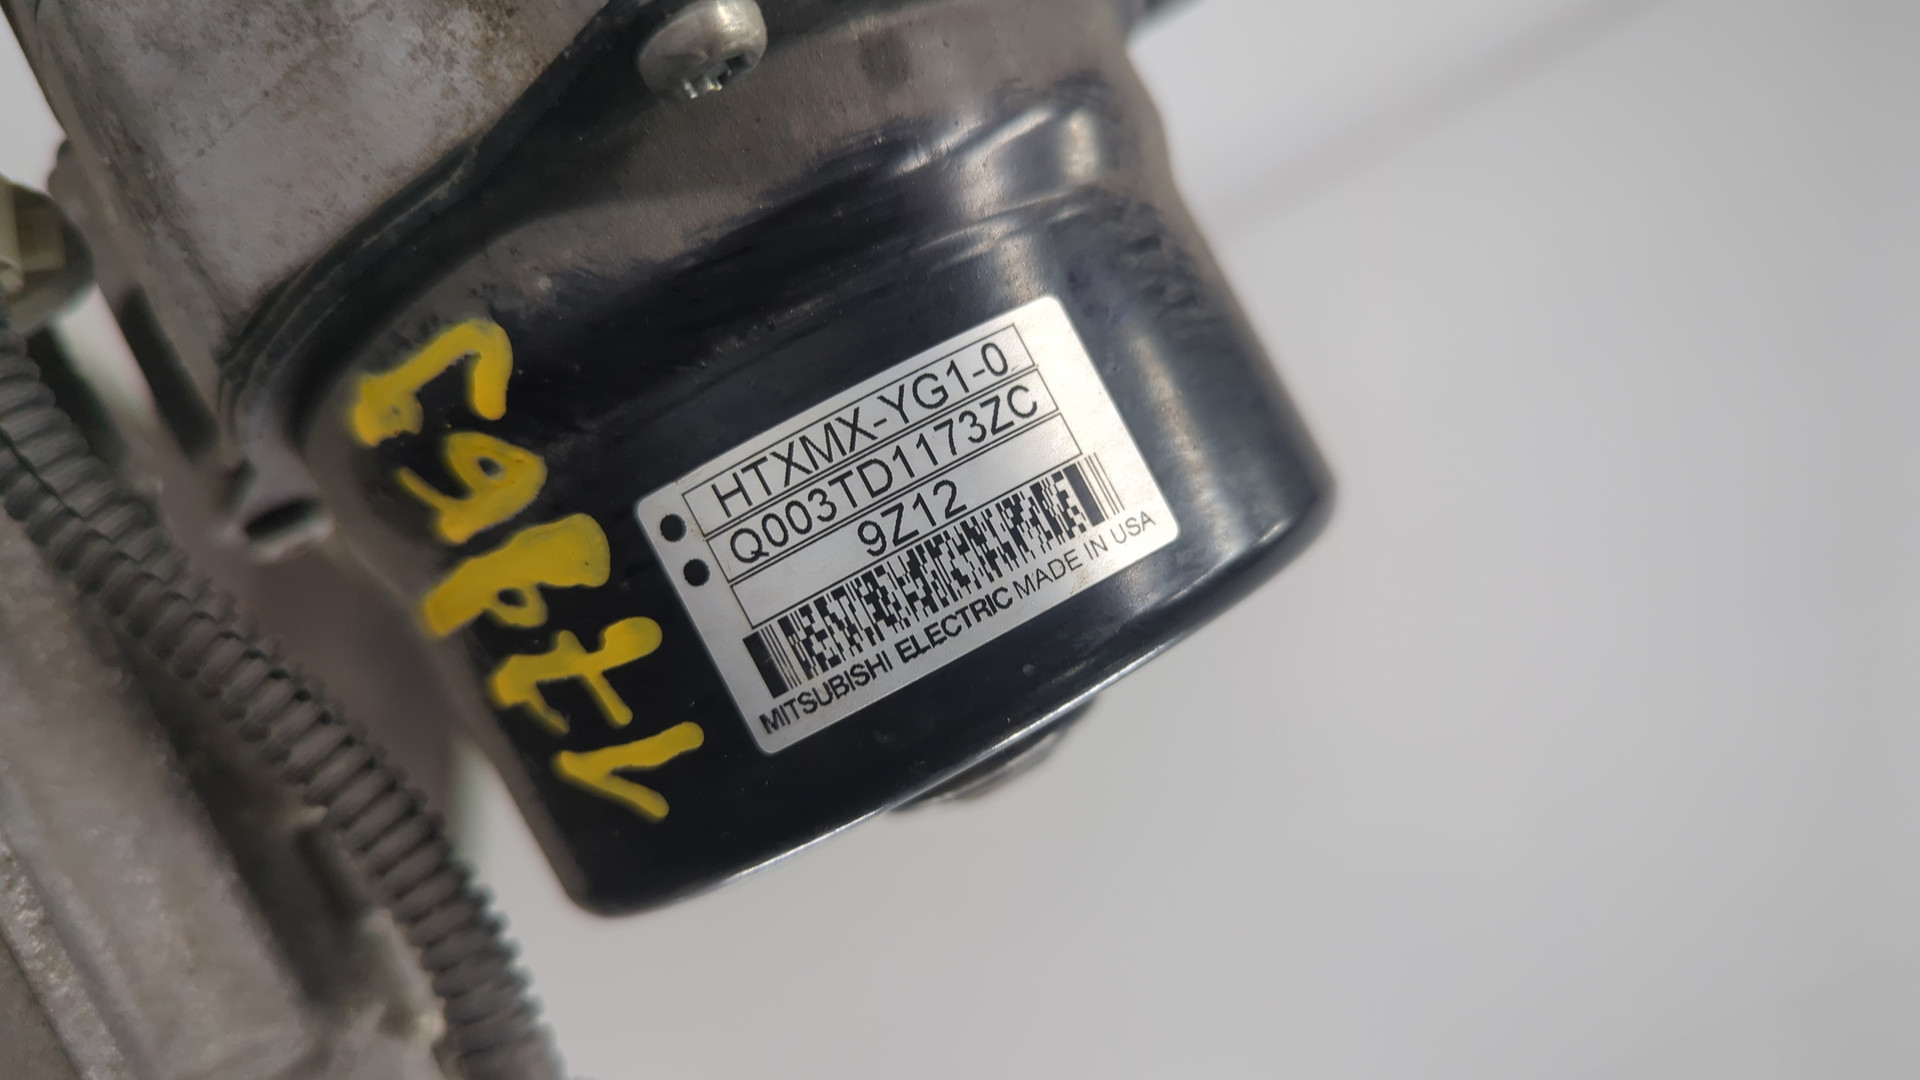 HTXMX-YG1-0
Q003TD1173ZC
9Z12
MITSUBISHI ELECTRIC MADE IN USA